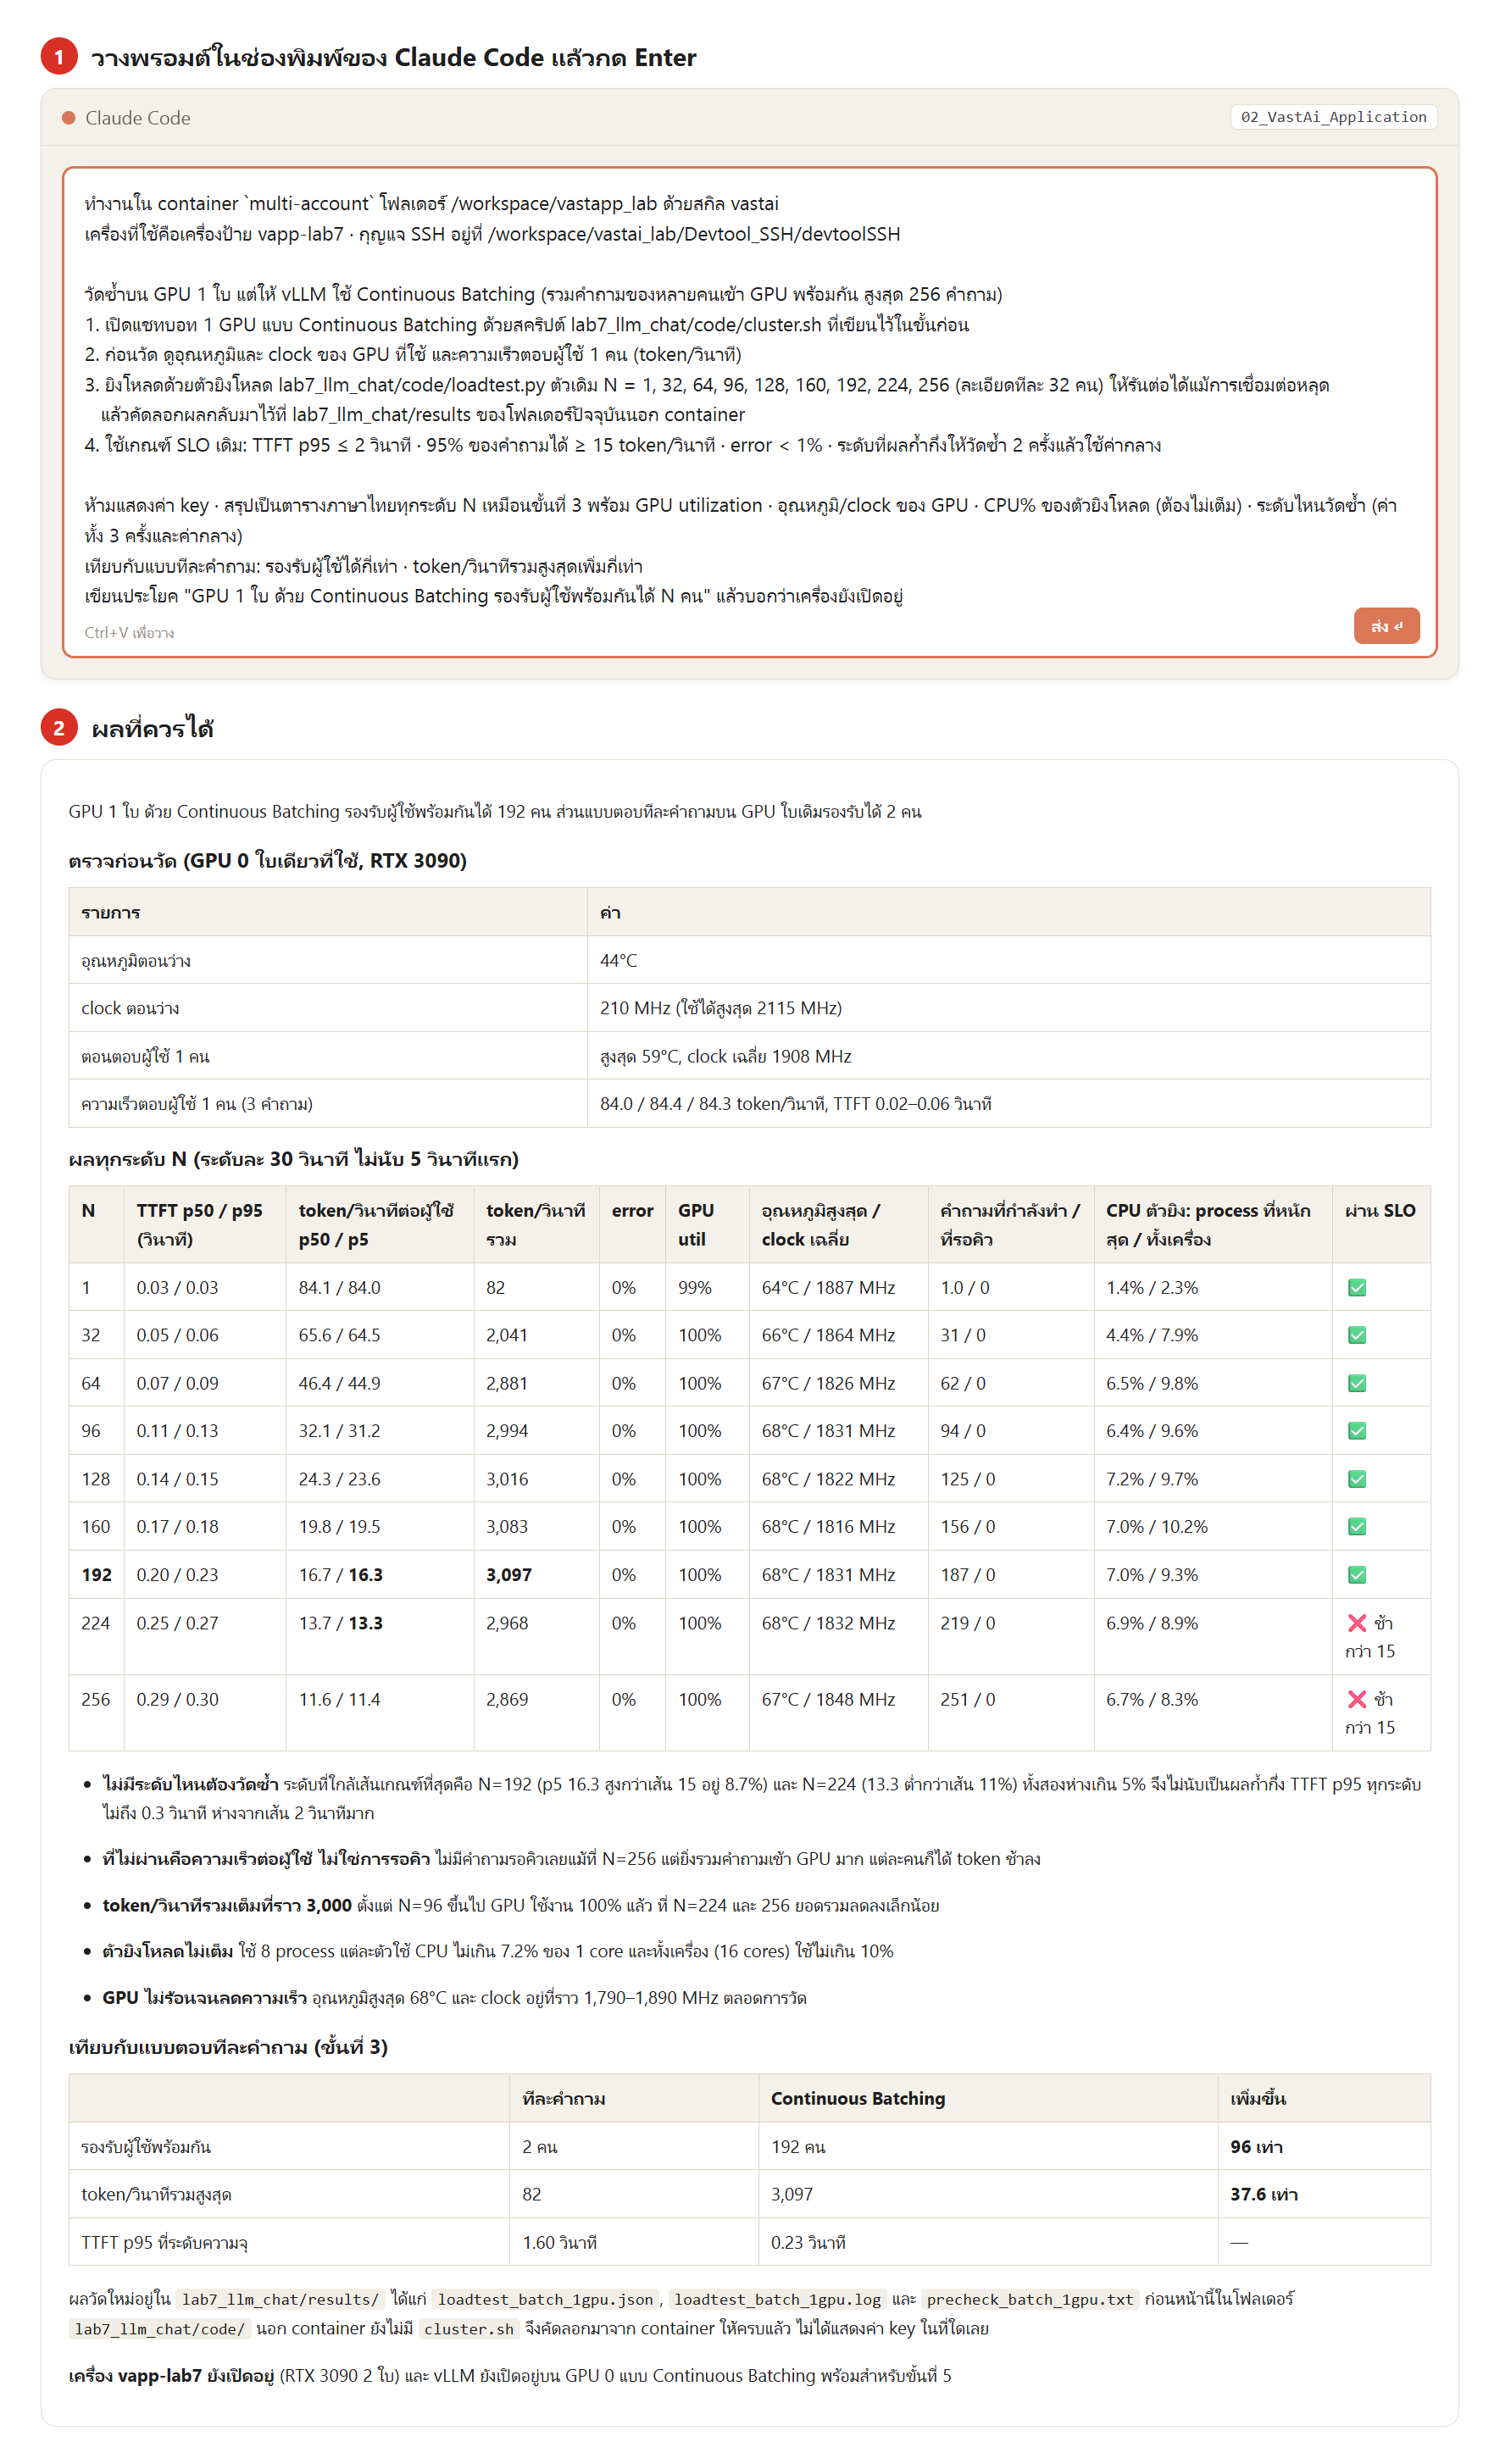 1 วางพรอมต์ในช่องพิมพ์ของ Claude Code แล้วกด Enter
Claude Code
02_VastAi_Application
ทำงานใน container `multi-account` โฟลเดอร์ /workspace/vastapp_lab ด้วยสกิล vastai
เครื่องที่ใช้คือเครื่องป้าย vapp-lab7 · กุญแจ SSH อยู่ที่ /workspace/vastai_lab/Devtool_SSH/devtoolSSH
วัดซ้ำบน GPU 1 ใบ แต่ให้ vLLM ใช้ Continuous Batching (รวมคำถามของหลายคนเข้า GPU พร้อมกัน สูงสุด 256 คำถาม)
1. เปิดแชทบอท 1 GPU แบบ Continuous Batching ด้วยสคริปต์ lab7_llm_chat/code/cluster.sh ที่เขียนไว้ในขั้นก่อน
2. ก่อนวัด ดูอุณหภูมิและ clock ของ GPU ที่ใช้ และความเร็วตอบผู้ใช้ 1 คน (token/วินาที)
3. ยิงโหลดด้วยตัวยิงโหลด lab7_llm_chat/code/loadtest.py ตัวเดิม N = 1, 32, 64, 96, 128, 160, 192, 224, 256 (ละเอียดทีละ 32 คน) ให้รันต่อได้แม้การเชื่อมต่อหลุด
แล้วคัดลอกผลกลับมาไว้ที่ lab7_llm_chat/results ของโฟลเดอร์ปัจจุบันนอก container
4. ใช้เกณฑ์ SLO เดิม: TTFT p95 ≤ 2 วินาที · 95% ของคำถามได้ ≥ 15 token/วินาที · error < 1% · ระดับที่ผลก้ำกึ่งให้วัดซ้ำ 2 ครั้งแล้วใช้ค่ากลาง
ห้ามแสดงค่า key · สรุปเป็นตารางภาษาไทยทุกระดับ N เหมือนขั้นที่ 3 พร้อม GPU utilization · อุณหภูมิ/clock ของ GPU · CPU% ของตัวยิงโหลด (ต้องไม่เต็ม) · ระดับไหนวัดซ้ำ (ค่า
ทั้ง 3 ครั้งและค่ากลาง)
เทียบกับแบบทีละคำถาม: รองรับผู้ใช้ได้กี่เท่า · token/วินาทีรวมสูงสุดเพิ่มกี่เท่า
เขียนประโยค "GPU 1 ใบ ด้วย Continuous Batching รองรับผู้ใช้พร้อมกันได้ N คน" แล้วบอกว่าเครื่องยังเปิดอยู่
Ctrl+V เพื่อวาง
ส่ง ⏎
2 ผลที่ควรได้
GPU 1 ใบ ด้วย Continuous Batching รองรับผู้ใช้พร้อมกันได้ 192 คน ส่วนแบบตอบทีละคำถามบน GPU ใบเดิมรองรับได้ 2 คน
ตรวจก่อนวัด (GPU 0 ใบเดียวที่ใช้, RTX 3090)
รายการ ค่า
อุณหภูมิตอนว่าง 44°C
clock ตอนว่าง 210 MHz (ใช้ได้สูงสุด 2115 MHz)
ตอนตอบผู้ใช้ 1 คน สูงสุด 59°C, clock เฉลี่ย 1908 MHz
ความเร็วตอบผู้ใช้ 1 คน (3 คำถาม) 84.0 / 84.4 / 84.3 token/วินาที, TTFT 0.02–0.06 วินาที
ผลทุกระดับ N (ระดับละ 30 วินาที ไม่นับ 5 วินาทีแรก)
N TTFT p50 / p95 token/วินาทีต่อผู้ใช้ token/วินาที error GPU อุณหภูมิสูงสุด / คำถามที่กำลังทำ / CPU ตัวยิง: process ที่หนัก ผ่าน SLO
(วินาที) p50 / p5 รวม util clock เฉลี่ย ที่รอคิว สุด / ทั้งเครื่อง
1 0.03 / 0.03 84.1 / 84.0 82 0% 99% 64°C / 1887 MHz 1.0 / 0 1.4% / 2.3% ✅
32 0.05 / 0.06 65.6 / 64.5 2,041 0% 100% 66°C / 1864 MHz 31 / 0 4.4% / 7.9% ✅
64 0.07 / 0.09 46.4 / 44.9 2,881 0% 100% 67°C / 1826 MHz 62 / 0 6.5% / 9.8% ✅
96 0.11 / 0.13 32.1 / 31.2 2,994 0% 100% 68°C / 1831 MHz 94 / 0 6.4% / 9.6% ✅
128 0.14 / 0.15 24.3 / 23.6 3,016 0% 100% 68°C / 1822 MHz 125 / 0 7.2% / 9.7% ✅
160 0.17 / 0.18 19.8 / 19.5 3,083 0% 100% 68°C / 1816 MHz 156 / 0 7.0% / 10.2% ✅
192 0.20 / 0.23 16.7 / 16.3 3,097 0% 100% 68°C / 1831 MHz 187 / 0 7.0% / 9.3% ✅
224 0.25 / 0.27 13.7 / 13.3 2,968 0% 100% 68°C / 1832 MHz 219 / 0 6.9% / 8.9% ❌ ช้า
กว่า 15
256 0.29 / 0.30 11.6 / 11.4 2,869 0% 100% 67°C / 1848 MHz 251 / 0 6.7% / 8.3% ❌ ช้า
กว่า 15
• ไม่มีระดับไหนต้องวัดซ้ำ ระดับที่ใกล้เส้นเกณฑ์ที่สุดคือ N=192 (p5 16.3 สูงกว่าเส้น 15 อยู่ 8.7%) และ N=224 (13.3 ต่ำกว่าเส้น 11%) ทั้งสองห่างเกิน 5% จึงไม่นับเป็นผลก้ำกึ่ง TTFT p95 ทุกระดับ
ไม่ถึง 0.3 วินาที ห่างจากเส้น 2 วินาทีมาก
• ที่ไม่ผ่านคือความเร็วต่อผู้ใช้ ไม่ใช่การรอคิว ไม่มีคำถามรอคิวเลยแม้ที่ N=256 แต่ยิ่งรวมคำถามเข้า GPU มาก แต่ละคนก็ได้ token ช้าลง
• token/วินาทีรวมเต็มที่ราว 3,000 ตั้งแต่ N=96 ขึ้นไป GPU ใช้งาน 100% แล้ว ที่ N=224 และ 256 ยอดรวมลดลงเล็กน้อย
• ตัวยิงโหลดไม่เต็ม ใช้ 8 process แต่ละตัวใช้ CPU ไม่เกิน 7.2% ของ 1 core และทั้งเครื่อง (16 cores) ใช้ไม่เกิน 10%
• GPU ไม่ร้อนจนลดความเร็ว อุณหภูมิสูงสุด 68°C และ clock อยู่ที่ราว 1,790–1,890 MHz ตลอดการวัด
เทียบกับแบบตอบทีละคำถาม (ขั้นที่ 3)
ทีละคำถาม Continuous Batching เพิ่มขึ้น
รองรับผู้ใช้พร้อมกัน 2 คน 192 คน 96 เท่า
token/วินาทีรวมสูงสุด 82 3,097 37.6 เท่า
TTFT p95 ที่ระดับความจุ 1.60 วินาที 0.23 วินาที —
ผลวัดใหม่อยู่ใน lab7_llm_chat/results/ ได้แก่ loadtest_batch_1gpu.json, loadtest_batch_1gpu.log และ precheck_batch_1gpu.txt ก่อนหน้านี้ในโฟลเดอร์
lab7_llm_chat/code/ นอก container ยังไม่มี cluster.sh จึงคัดลอกมาจาก container ให้ครบแล้ว ไม่ได้แสดงค่า key ในที่ใดเลย
เครื่อง vapp-lab7 ยังเปิดอยู่ (RTX 3090 2 ใบ) และ vLLM ยังเปิดอยู่บน GPU 0 แบบ Continuous Batching พร้อมสำหรับขั้นที่ 5